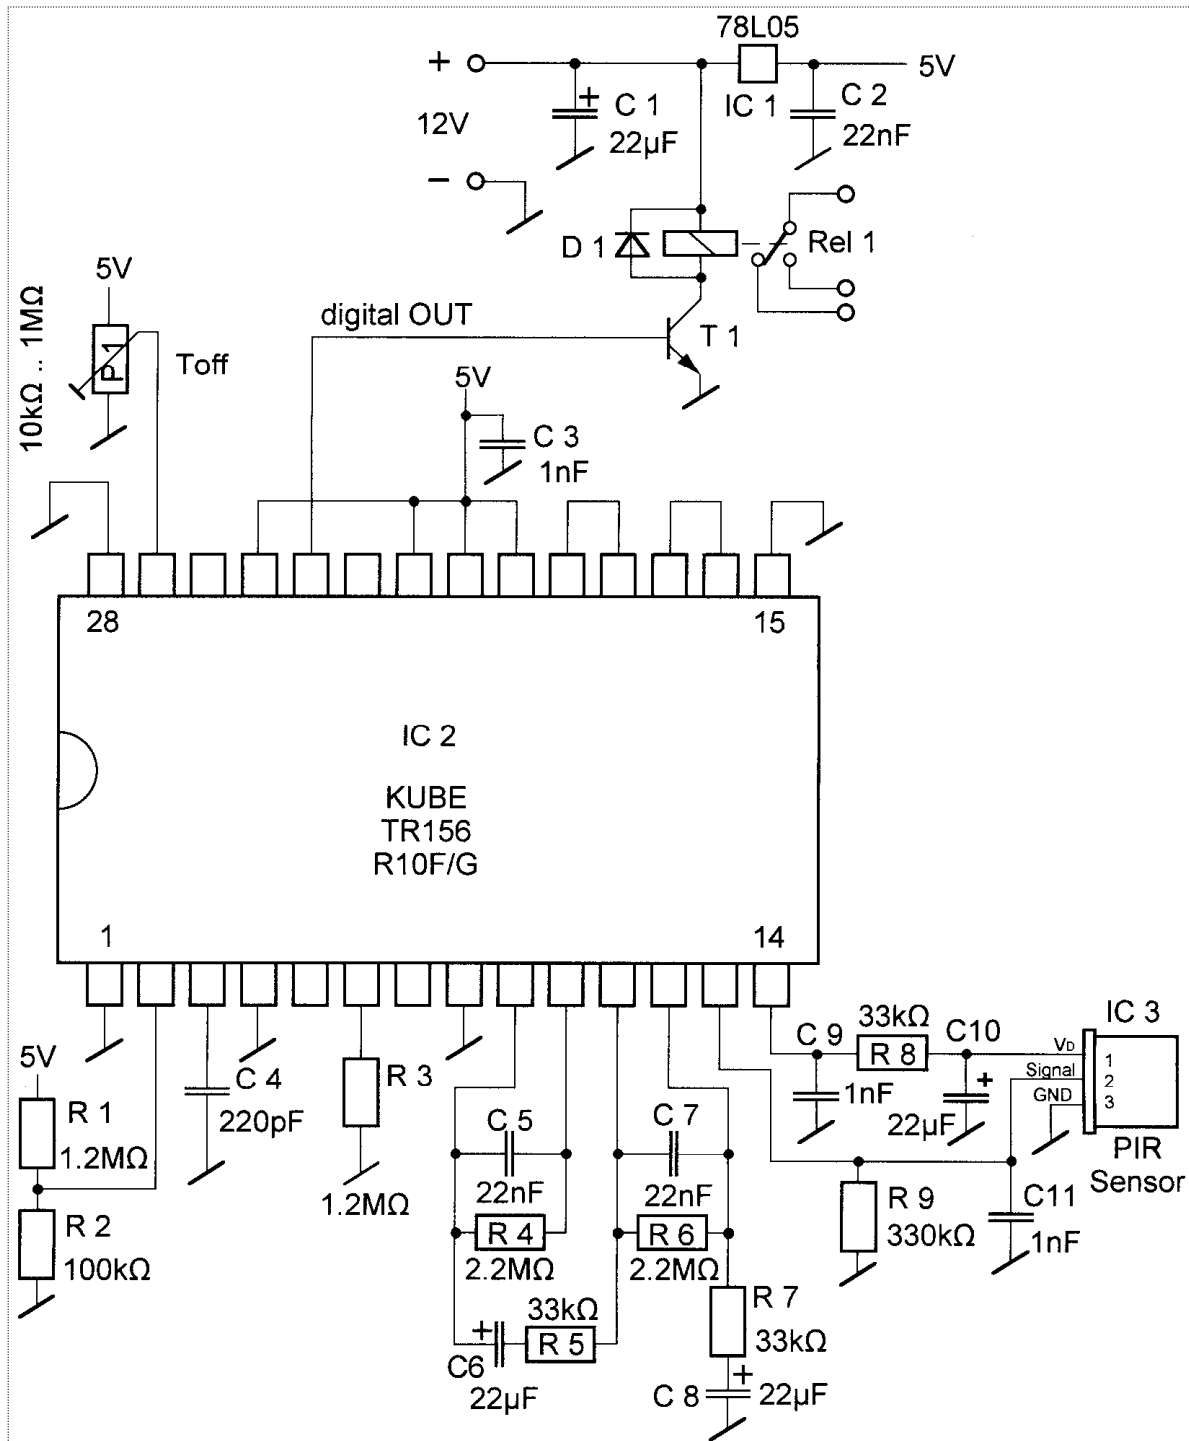 78L05
+
5V
12V
+
C 1
22µF
IC 1
C 2
22nF
−
D 1
Rel 1
10kΩ .. 1MΩ
5V
P1
Toff
digital OUT
T 1
5V
C 3
1nF
28
15
IC 2
KUBE
TR156
R10F/G
1
14
5V
R 1
1.2MΩ
R 2
100kΩ
C 4
220pF
R 3
1.2MΩ
C 5
22nF
R 4
2.2MΩ
C 7
22nF
R 6
2.2MΩ
+
C6
22µF
33kΩ
R 5
R 7
33kΩ
+
C 8
22µF
C 9
1nF
33kΩ
R 8
C10
+
22µF
IC 3
VD
1
Signal
2
GND
3
PIR
Sensor
R 9
330kΩ
C11
1nF